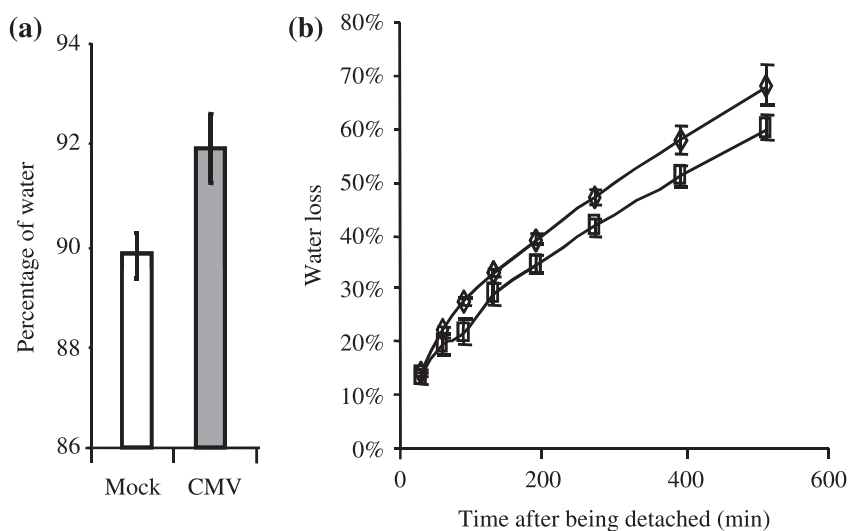 (a)
94
92
90
88
86
Percentage of water
Mock CMV
(b)
80%
70%
60%
50%
40%
30%
20%
10%
0%
Water loss
0 200 400 600
Time after being detached (min)